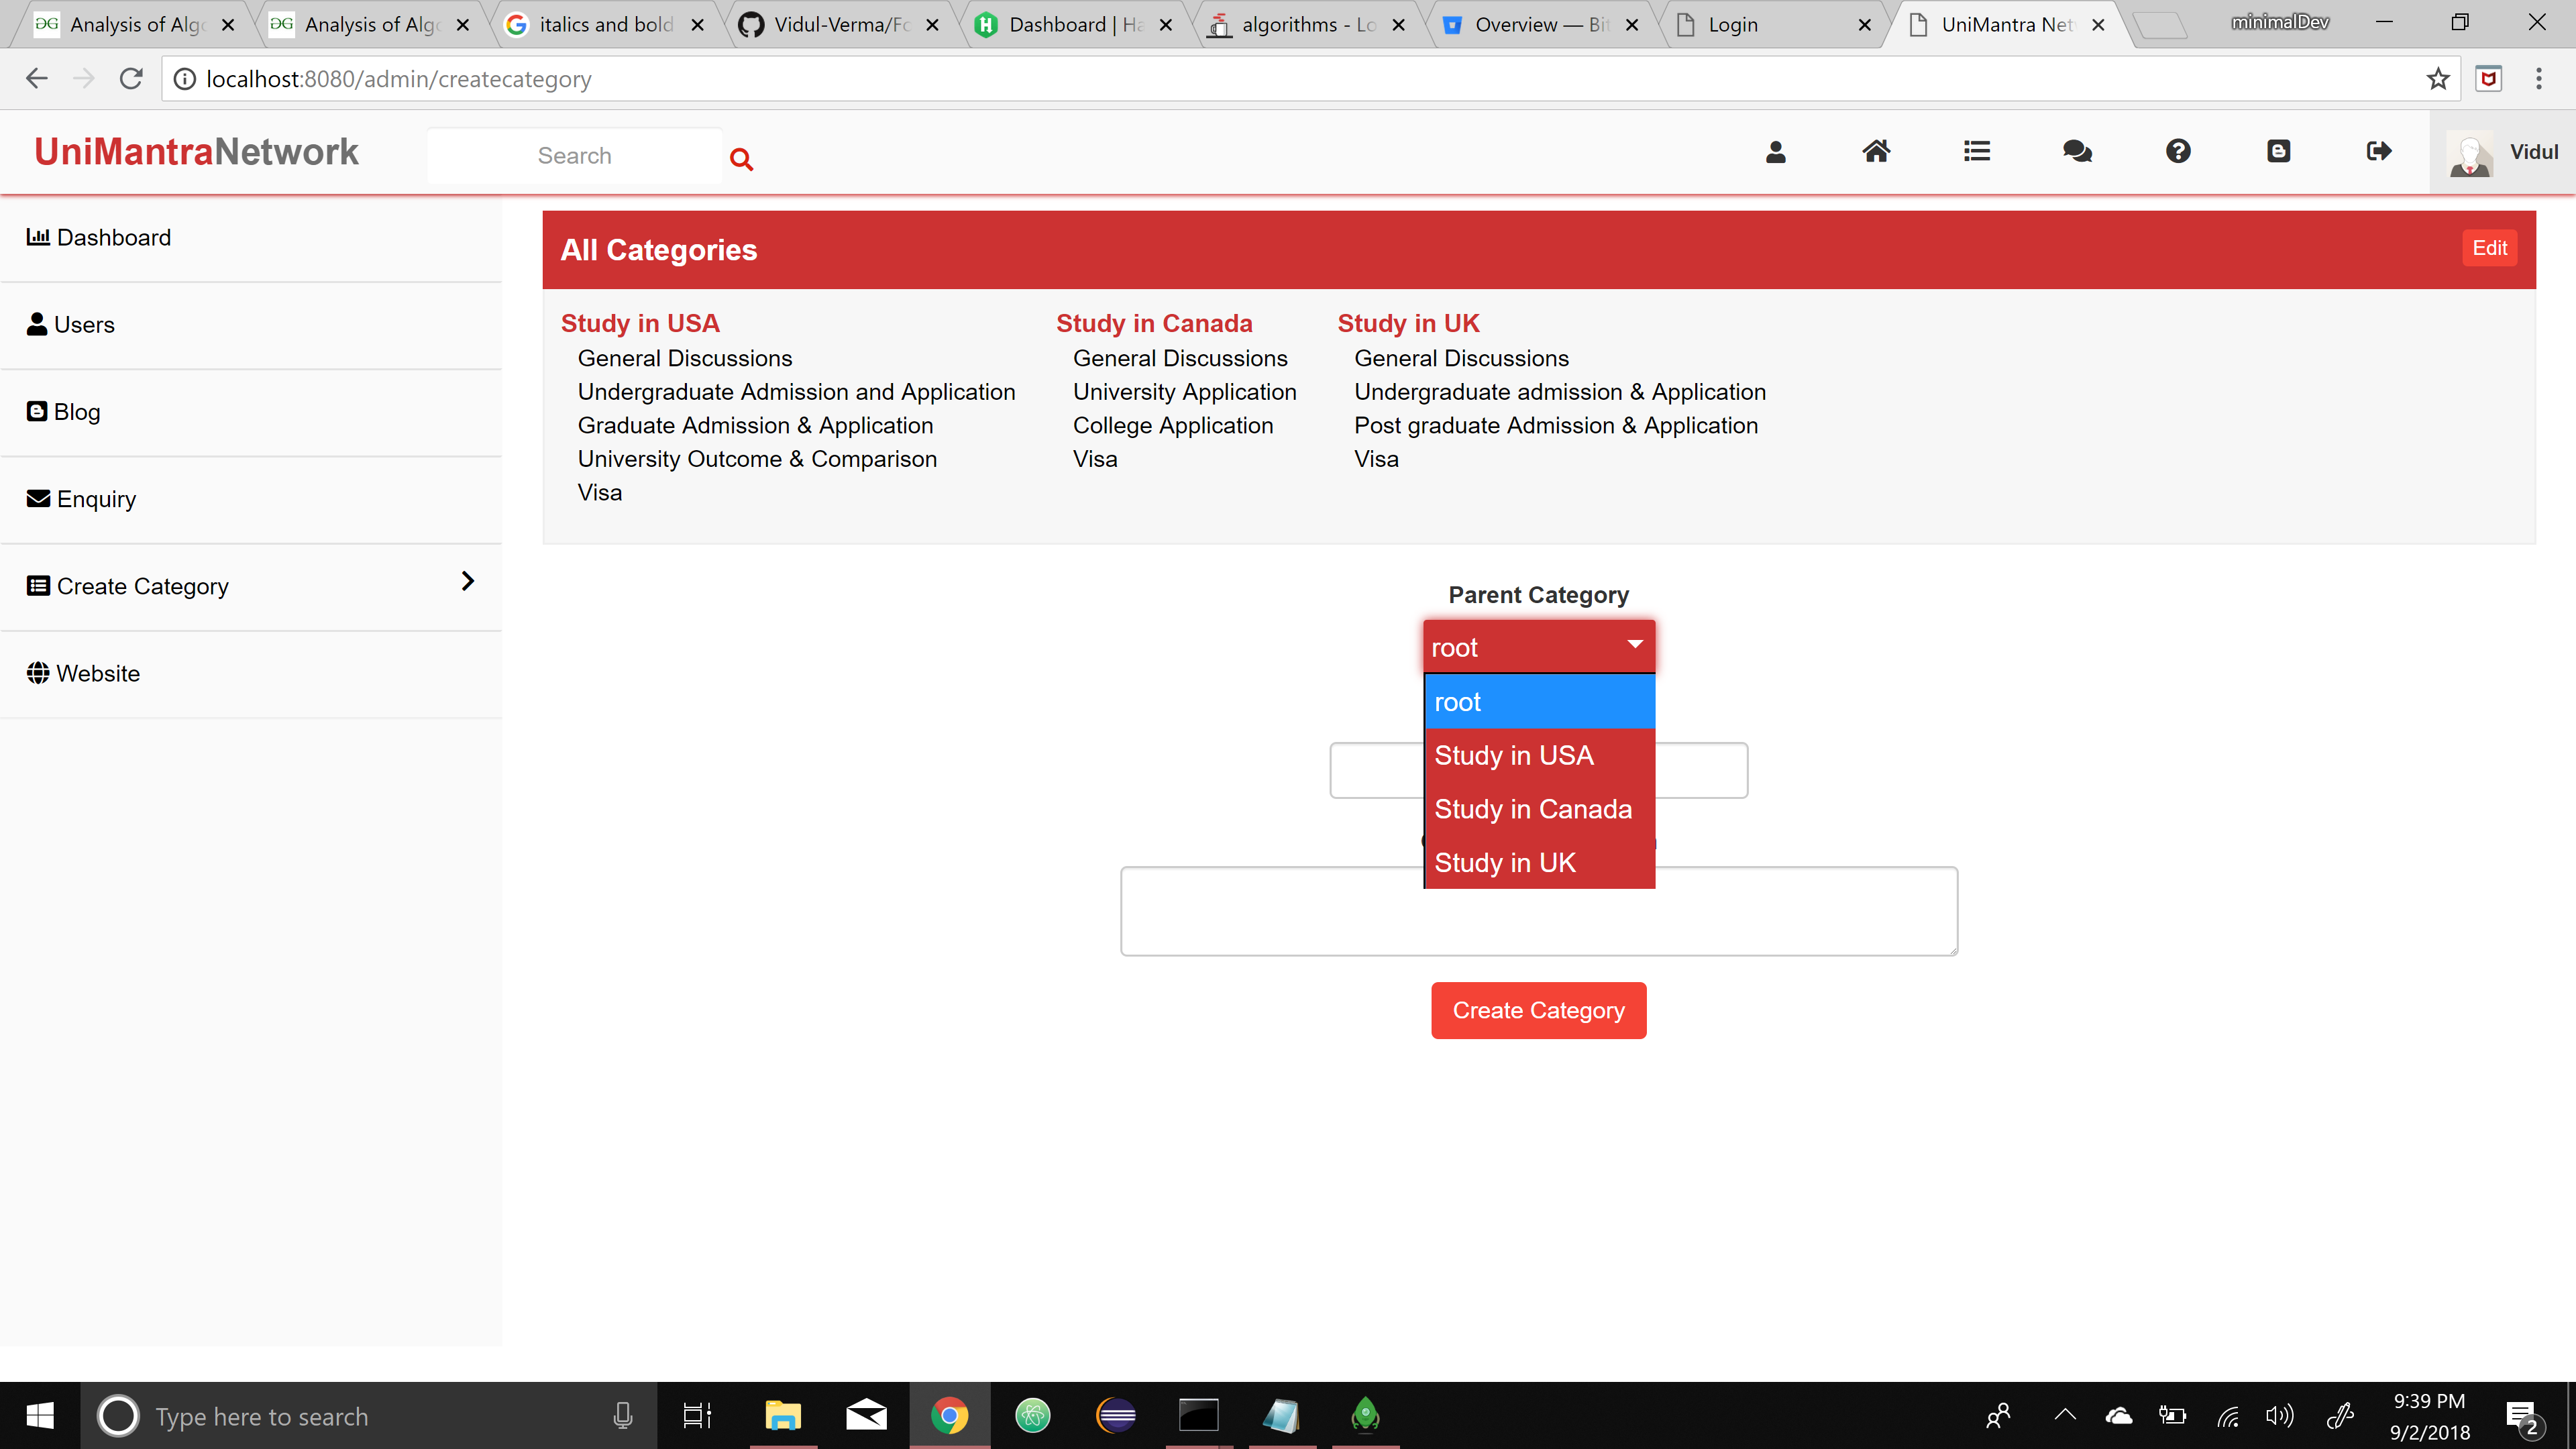 Analysis of Algo
Analysis of Algo
italics and bold
Vidul-Verma/Fo
Dashboard | Ha
algorithms - Lo
Overview — Bit
Login
UniMantra Net
minimalDev
localhost:8080/admin/createcategory
UniMantraNetwork
Search
Vidul
Dashboard
Users
Blog
Enquiry
Create Category
Website
All Categories
Edit
Study in USA
General Discussions
Undergraduate Admission and Application
Graduate Admission & Application
University Outcome & Comparison
Visa
Study in Canada
General Discussions
University Application
College Application
Visa
Study in UK
General Discussions
Undergraduate admission & Application
Post graduate Admission & Application
Visa
Parent Category
root
root
Study in USA
Study in Canada
Study in UK
Create Category
Type here to search
9:39 PM
9/2/2018
2